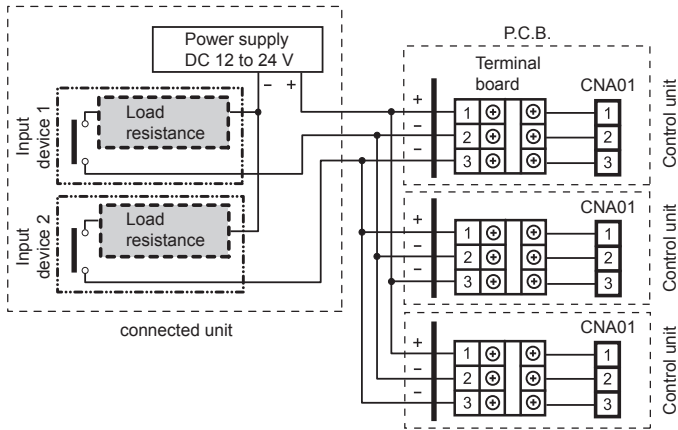 Power supply
DC 12 to 24 V
− +
Input
device 1
Load
resistance
Input
device 2
Load
resistance
connected unit
P.C.B.
Terminal
board
CNA01
+
−
−
1
2
3
1
2
3
Control unit
CNA01
+
−
−
1
2
3
1
2
3
Control unit
CNA01
+
−
−
1
2
3
1
2
3
Control unit